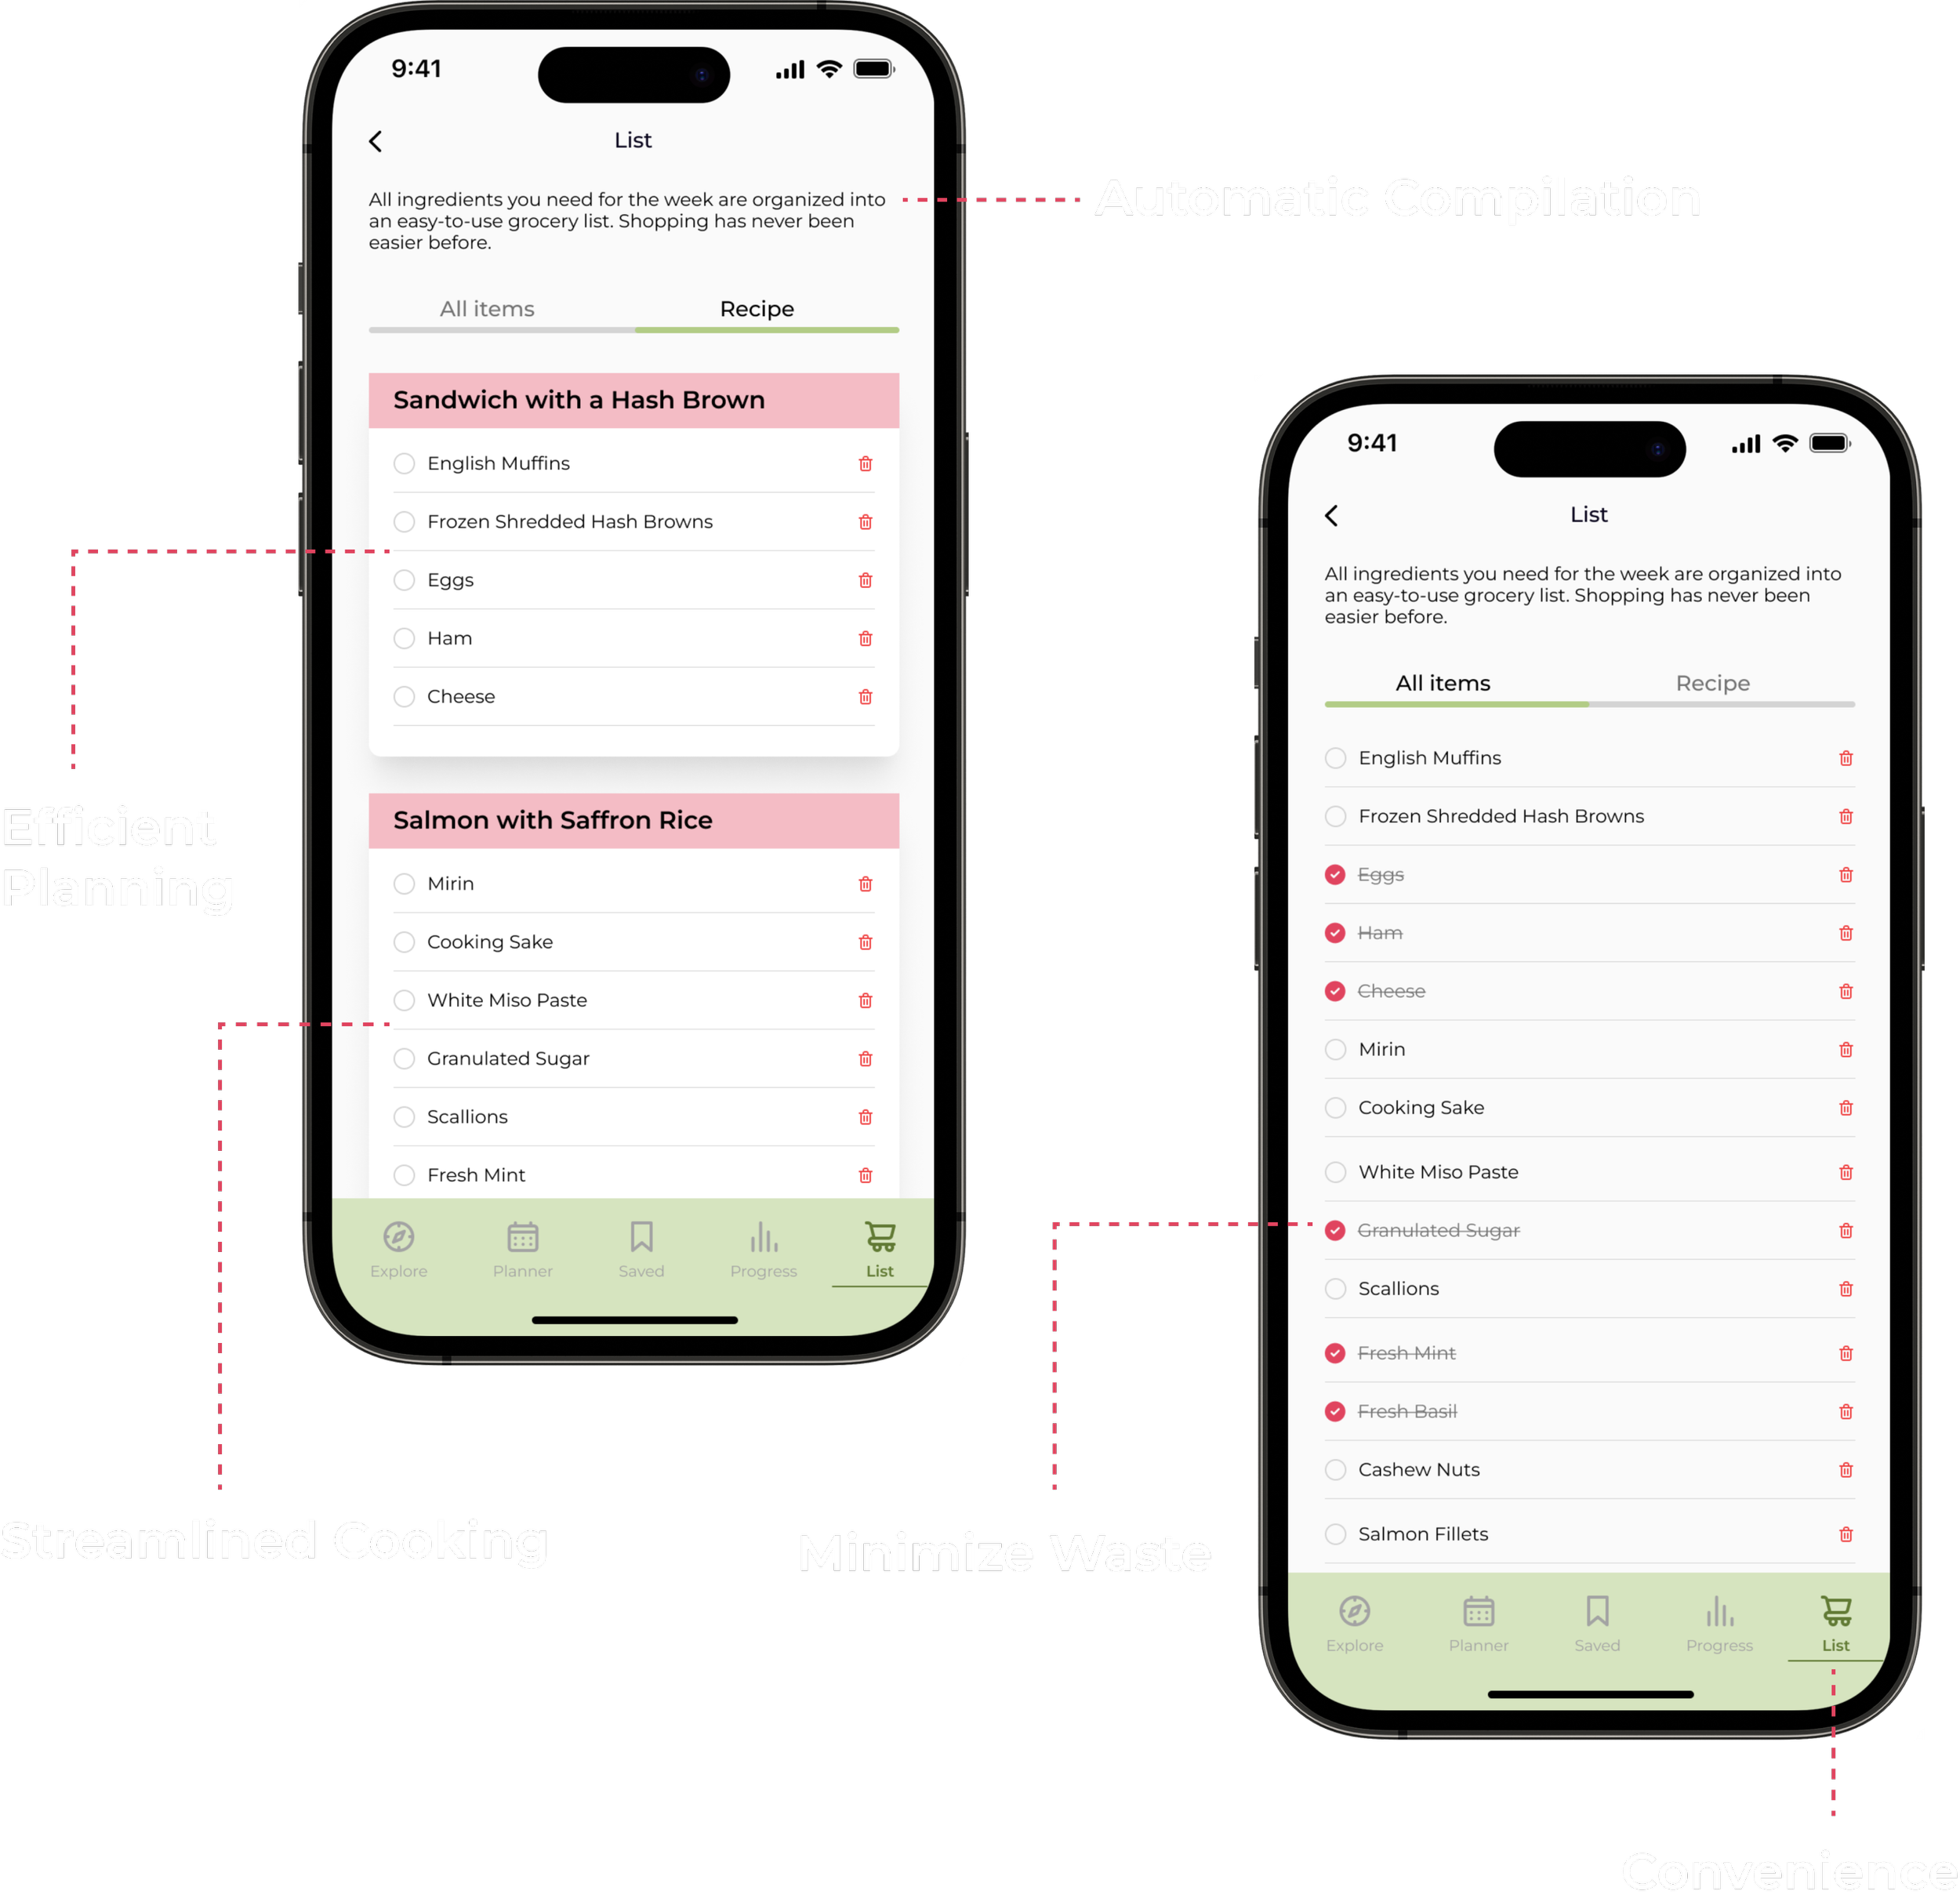 9:41
List
All ingredients you need for the week are organized into
an easy-to-use grocery list. Shopping has never been
easier before.
All items
Recipe
Sandwich with a Hash Brown
English Muffins
Frozen Shredded Hash Browns
Eggs
Ham
Cheese
Salmon with Saffron Rice
Mirin
Cooking Sake
White Miso Paste
Granulated Sugar
Scallions
Fresh Mint
Explore
Planner
Saved
Progress
List
Automatic Compilation
Efficient
Planning
Streamlined Cooking
Minimize Waste
9:41
List
All ingredients you need for the week are organized into
an easy-to-use grocery list. Shopping has never been
easier before.
All items
Recipe
English Muffins
Frozen Shredded Hash Browns
Eggs
Ham
Cheese
Mirin
Cooking Sake
White Miso Paste
Granulated Sugar
Scallions
Fresh Mint
Fresh Basil
Cashew Nuts
Salmon Fillets
Explore
Planner
Saved
Progress
List
Convenience